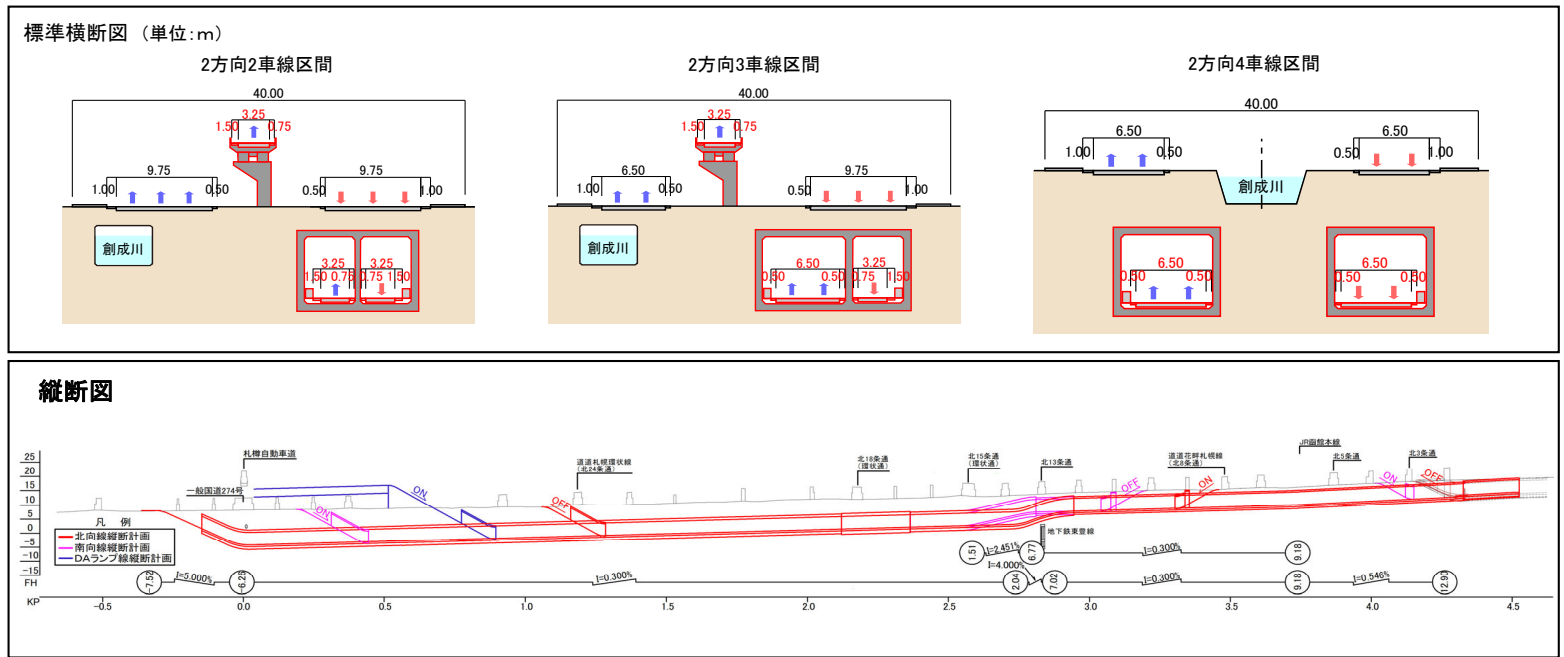 標準横断図 (単位:m)
2方向2車線区間
40.00
3.25
1.50 0.75
9.75
1.00 0.50
9.75
0.50 1.00
創成川
3.25 3.25
1.50 0.75 0.75 1.50
2方向3車線区間
40.00
3.25
1.50 0.75
6.50
1.00 0.50
9.75
0.50 1.00
創成川
6.50 3.25
0.50 0.50 0.75 1.50
2方向4車線区間
40.00
6.50
1.00 0.50
6.50
0.50 1.00
創成川
6.50
0.50 0.50
6.50
0.50 0.50
縦断図
25
20
15
10
5
0
-5
-10
-15
FH
KP
札樽自動車道
一般国道274号
0
凡 例
北向線縦断計画
南向線縦断計画
DAランプ線縦断計画
ON
ON
OFF
道道札幌環状線
(北24条通)
北18条通
(環状通)
北15条通
(環状通)
北13条通
OFF
ON
道道花畔札幌線
(北8条通)
JR函館本線
北5条通
北3条通
ON
OFF
地下鉄東豊線
1.51 I=2.451% 6.77 I=0.300% 9.18
I=4.000%
-7.52 I=5.000% -6.25 I=0.300% 2.04 7.02 I=0.300% 9.18 I=0.546% 12.93
-0.5 0.0 0.5 1.0 1.5 2.0 2.5 3.0 3.5 4.0 4.5